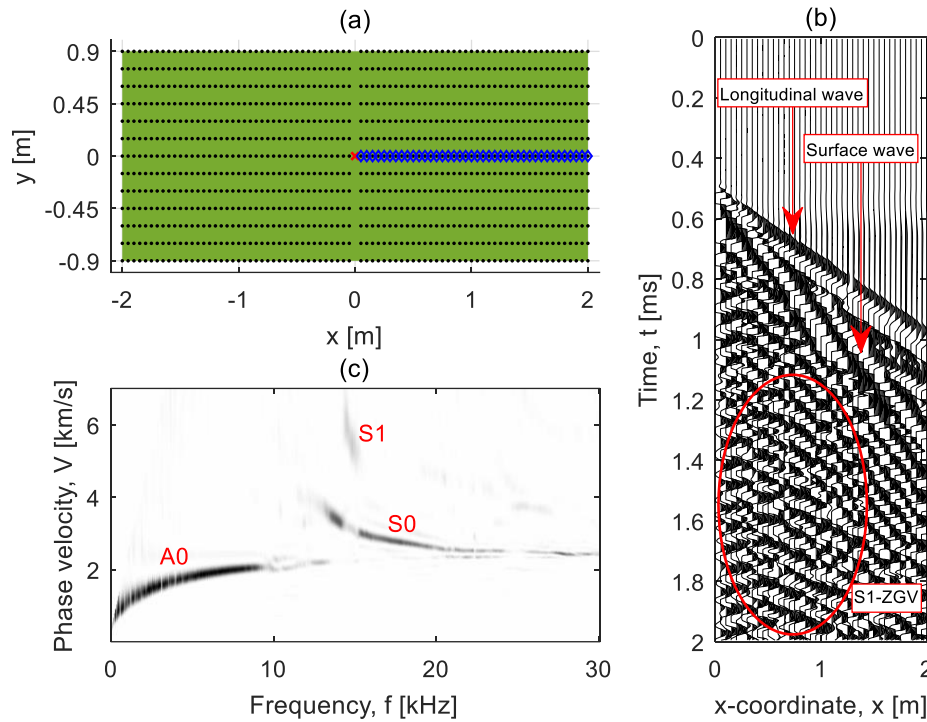 (a)
0.9
0.45
0
-0.45
-0.9
y [m]
-2
-1
0
1
2
x [m]
(b)
0
0.2
0.4
0.6
0.8
1
1.2
1.4
1.6
1.8
2
Time, t [ms]
Longitudinal wave
Surface wave
S1-ZGV
0
1
2
x-coordinate, x [m]
(c)
6
4
2
Phase velocity, V [km/s]
S1
S0
A0
0
10
20
30
Frequency, f [kHz]